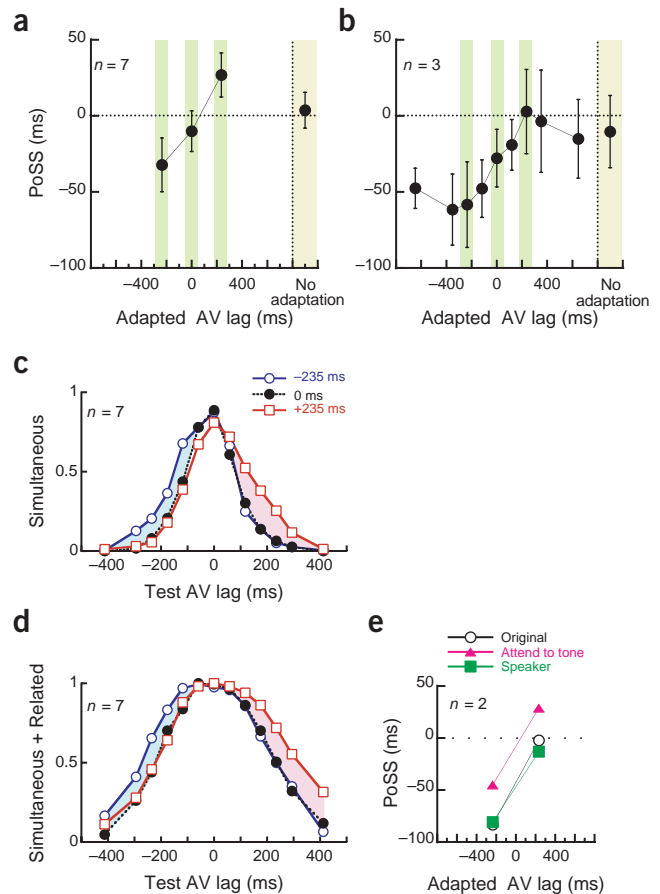 a
50
n = 7
0
−50
−100
PoSS (ms)
−400 0 400 No adaptation
Adapted AV lag (ms)
b
50
n = 3
0
−50
−100
−400 0 400 No adaptation
Adapted AV lag (ms)
c
−235 ms
0 ms
+235 ms
1
n = 7
0.5
0
Simultaneous
−400 −200 0 200 400
Test AV lag (ms)
d
1
n = 7
0.5
0
Simultaneous + Related
−400 −200 0 200 400
Test AV lag (ms)
e
Original
Attend to tone
Speaker
50
n = 2
0
−50
−100
PoSS (ms)
−400 0 400
Adapted AV lag (ms)